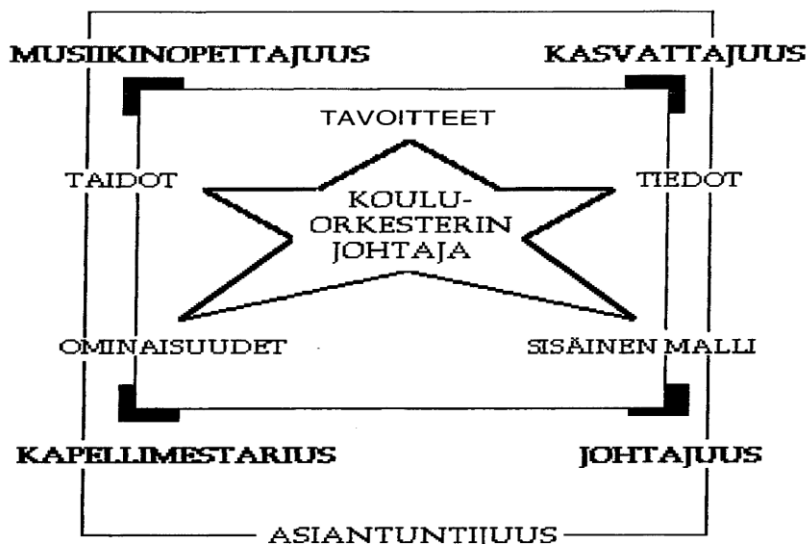 MUSIIKINOPETTAJUUS KASVATTAJUUS
TAVOITTEET
TAIDOT TIEDOT
KOULU-
ORKESTERIN
JOHTAJA
OMINAISUUDET SISÄINEN MALLI
KAPELLIMESTARIUS JOHTAJUUS
ASIANTUNTIJUUS